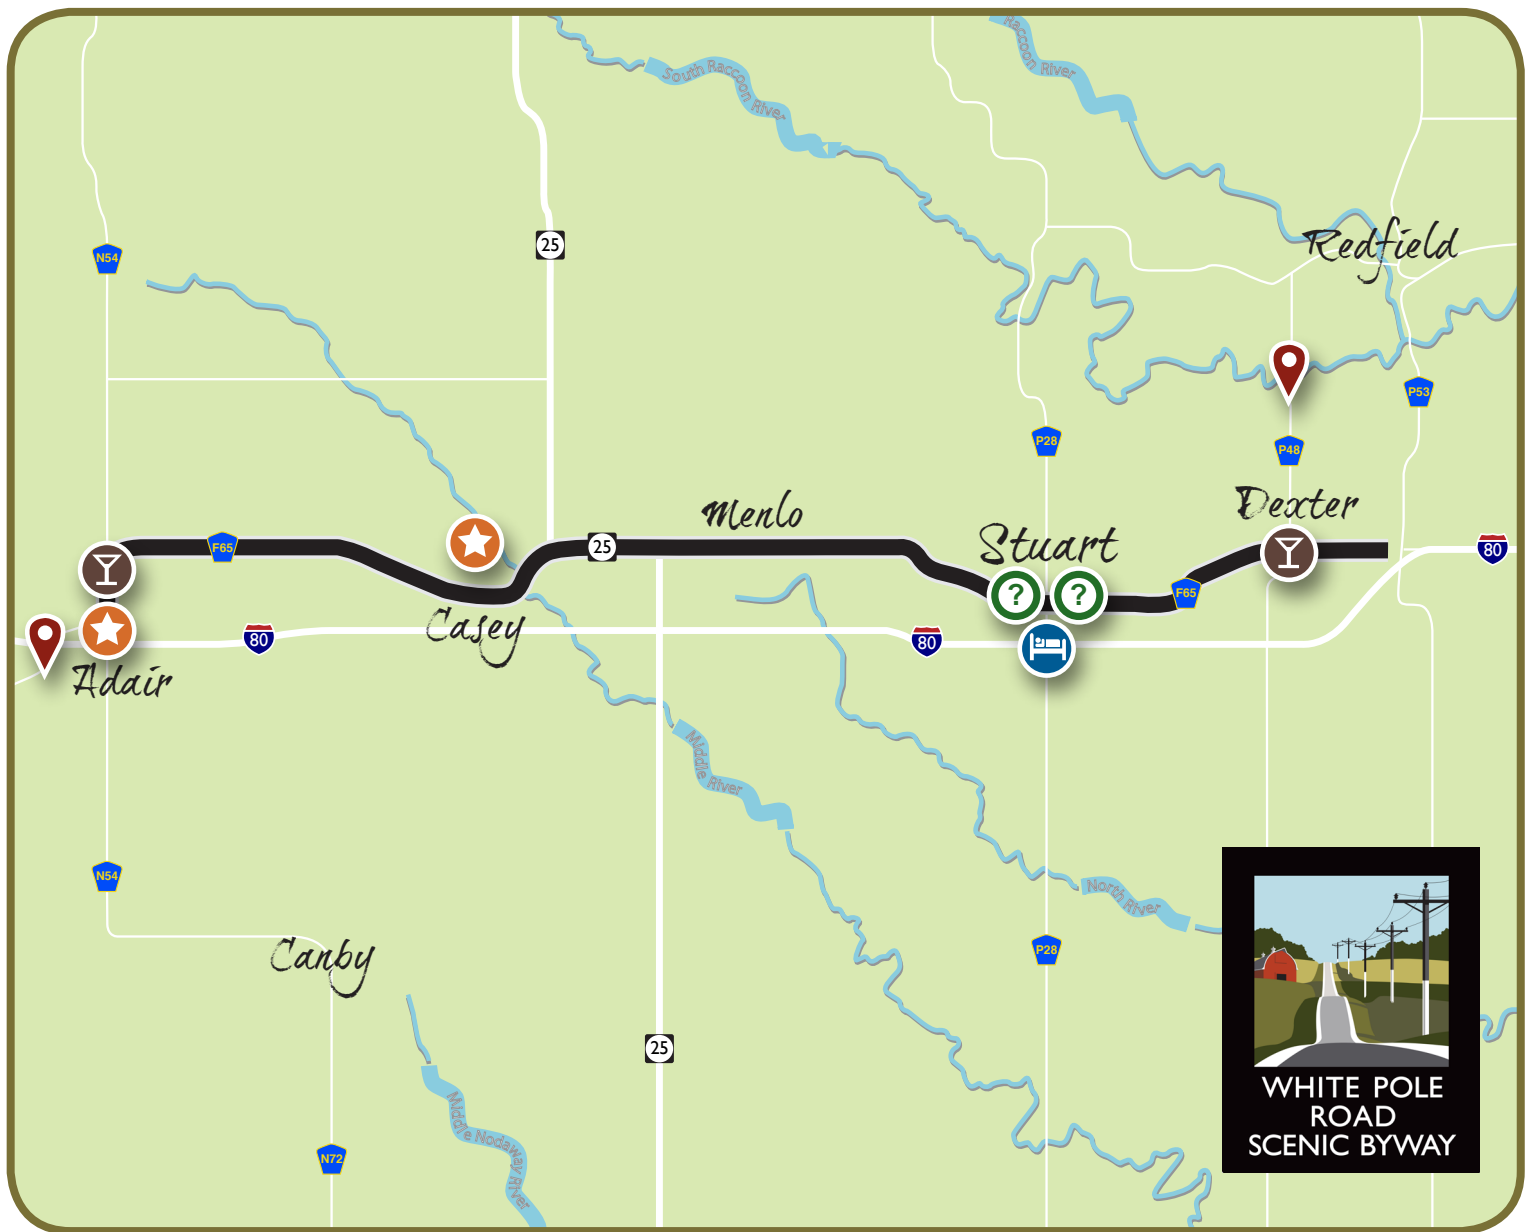 South Raccoon River
Raccoon River
Redfield
25
N54
P53
P28
P48
Dexter
Menlo
Stuart
F65
25
80
?
?
F65
Casey
80
80
Adair
Middle River
N54
North River
Canby
P28
25
Middle Nodaway River
N72
WHITE POLE
ROAD
SCENIC BYWAY